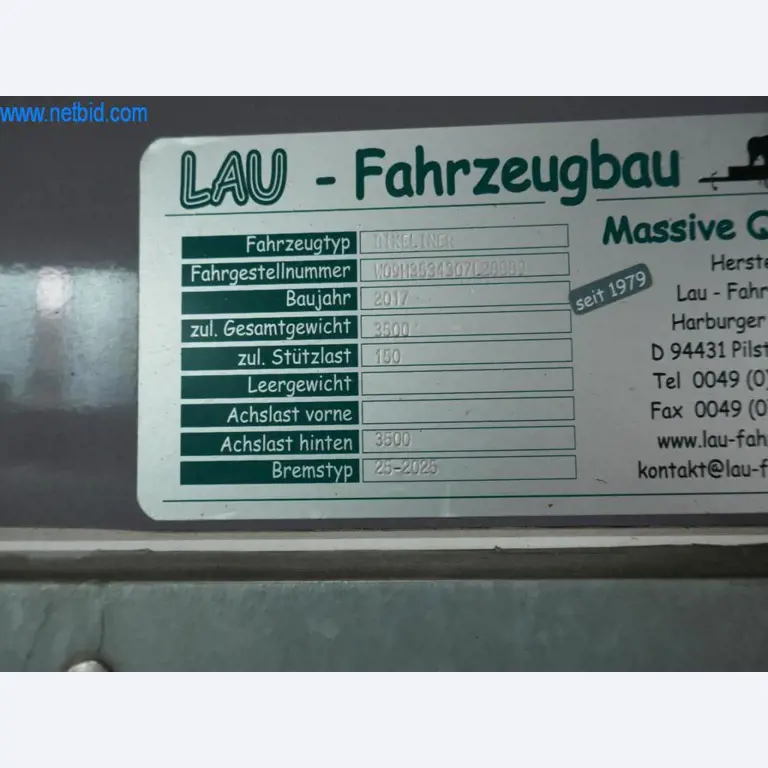 www.netbid.com
LAU - Fahrzeugbau
Fahrzeugtyp
Fahrgestellnummer
Baujahr 2017
zul. Gesamtgewicht 3500
zul. Stützlast 150
Leergewicht
Achslast vorne
Achslast hinten 3500
Bremstyp 25-2025
seit 1979
Massive
Lau - Fahr
Harburger
D 94431 Pilst
Tel 0049 (0)
Fax 0049 (0)
www.lau-fah
kontakt@lau-f